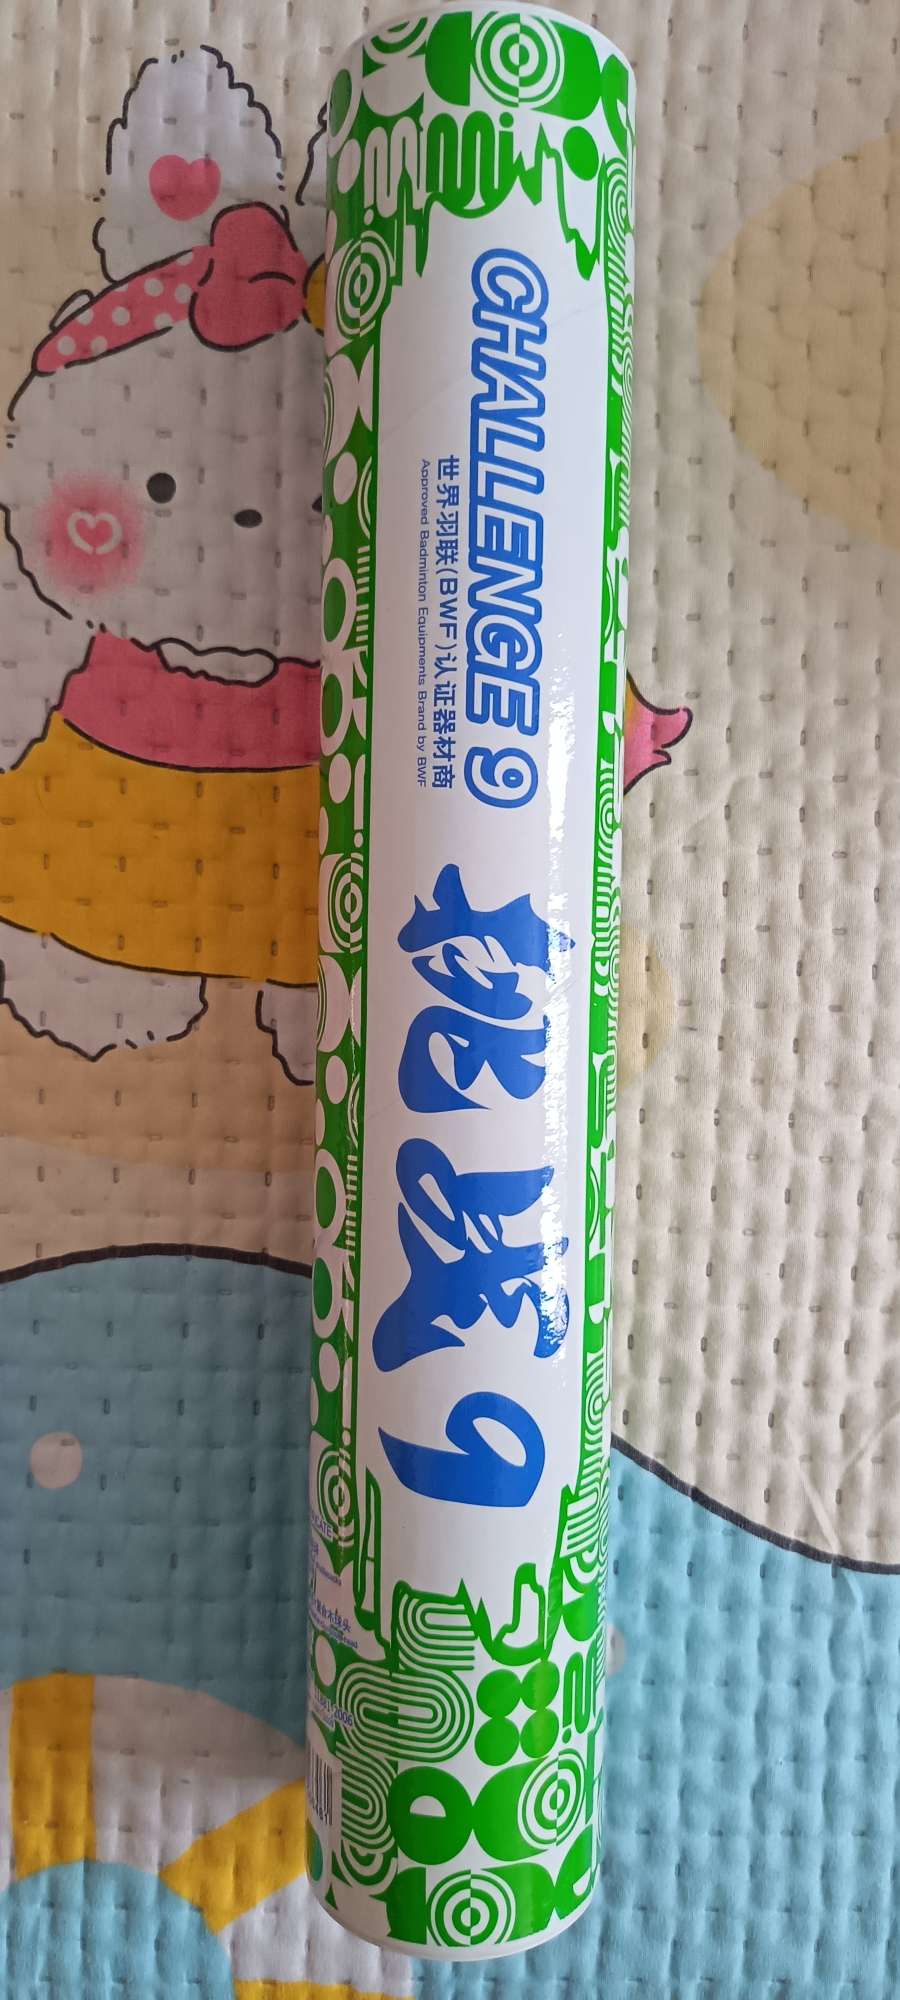 CHALLENGE 9
世界羽联(BWF)认证器材商
Approved Badminton Equipments Brand by BWF
挑战9